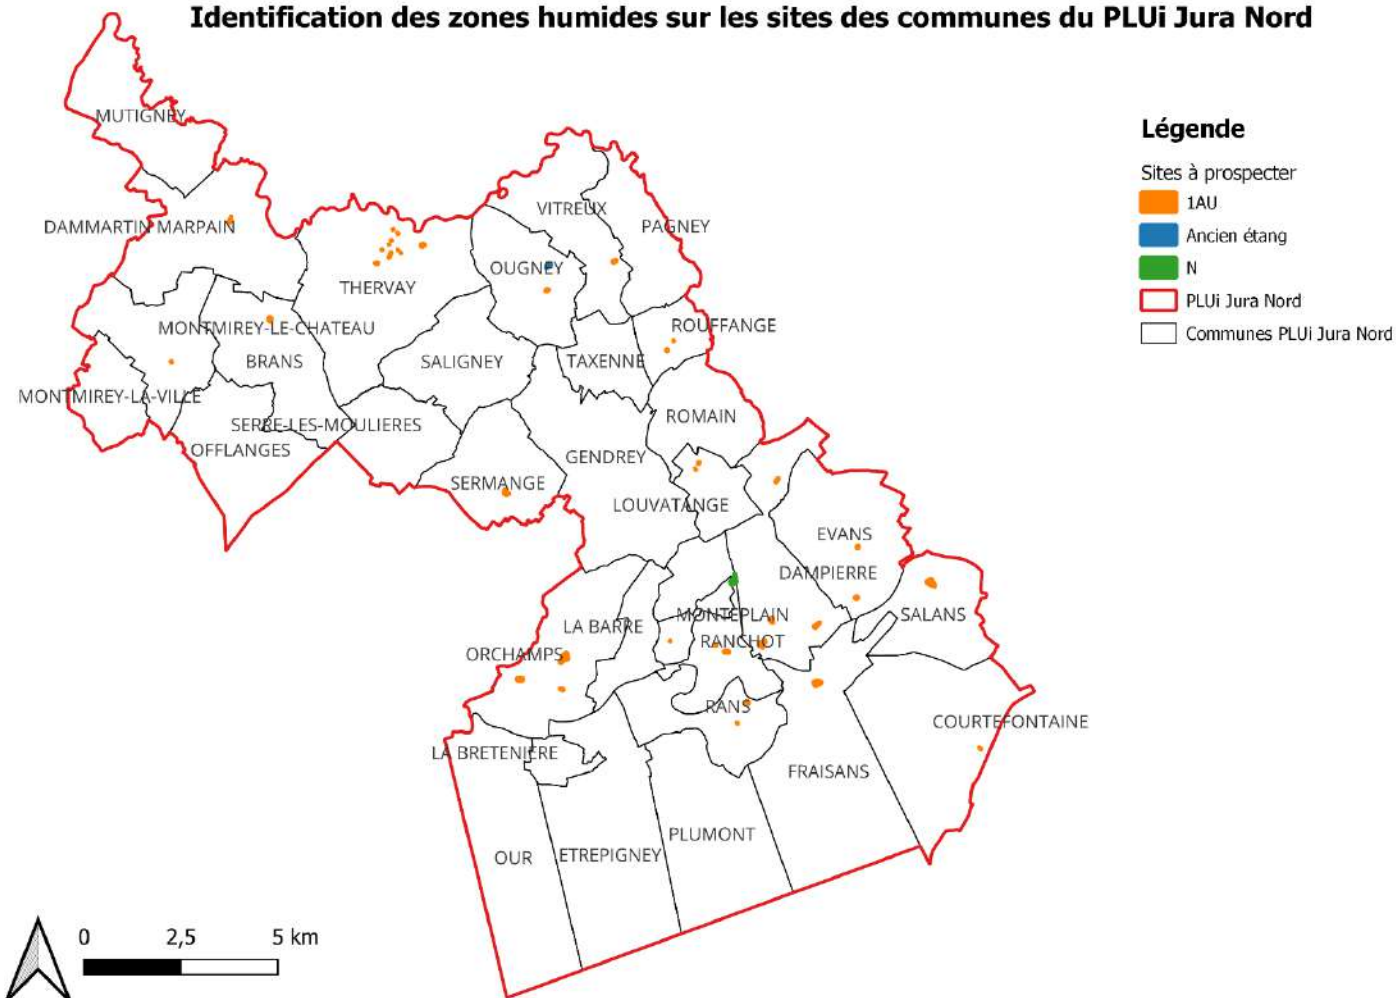 Identification des zones humides sur les sites des communes du PLUi Jura Nord
MUTIGNEY
DAMMARTIN MARPAIN
VITREUX
PAGNEY
OUGNEY
THERVAY
MONTMIREY-LE-CHATEAU
ROUFFANGE
BRANS
SALIGNEY
TAXENNE
MONTMIREY-LA-VILLE
SERRE-LES-MOULIERES
ROMAIN
OFFLANGES
GENDREY
SERMANGE
LOUVATANGE
EVANS
DAMPIERRE
MONTEPLAIN
SALANS
LA BARRE
RANCHOT
ORCHAMPS
RANS
COURTEFONTAINE
LA BRETENIERE
FRAISANS
PLUMONT
OUR
ETREPIGNEY
Légende
Sites à prospecter
1AU
Ancien étang
N
PLUi Jura Nord
Communes PLUi Jura Nord
0 2,5 5 km